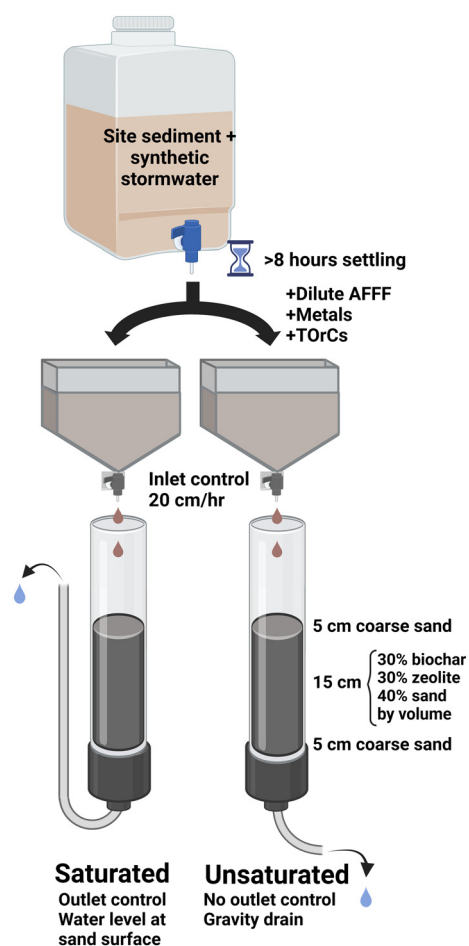 Site sediment +
synthetic
stormwater
>8 hours settling
+Dilute AFFF
+Metals
+TOrCs
Inlet control
20 cm/hr
5 cm coarse sand
15 cm
30% biochar
30% zeolite
40% sand
by volume
5 cm coarse sand
Saturated
Outlet control
Water level at
sand surface
Unsaturated
No outlet control
Gravity drain